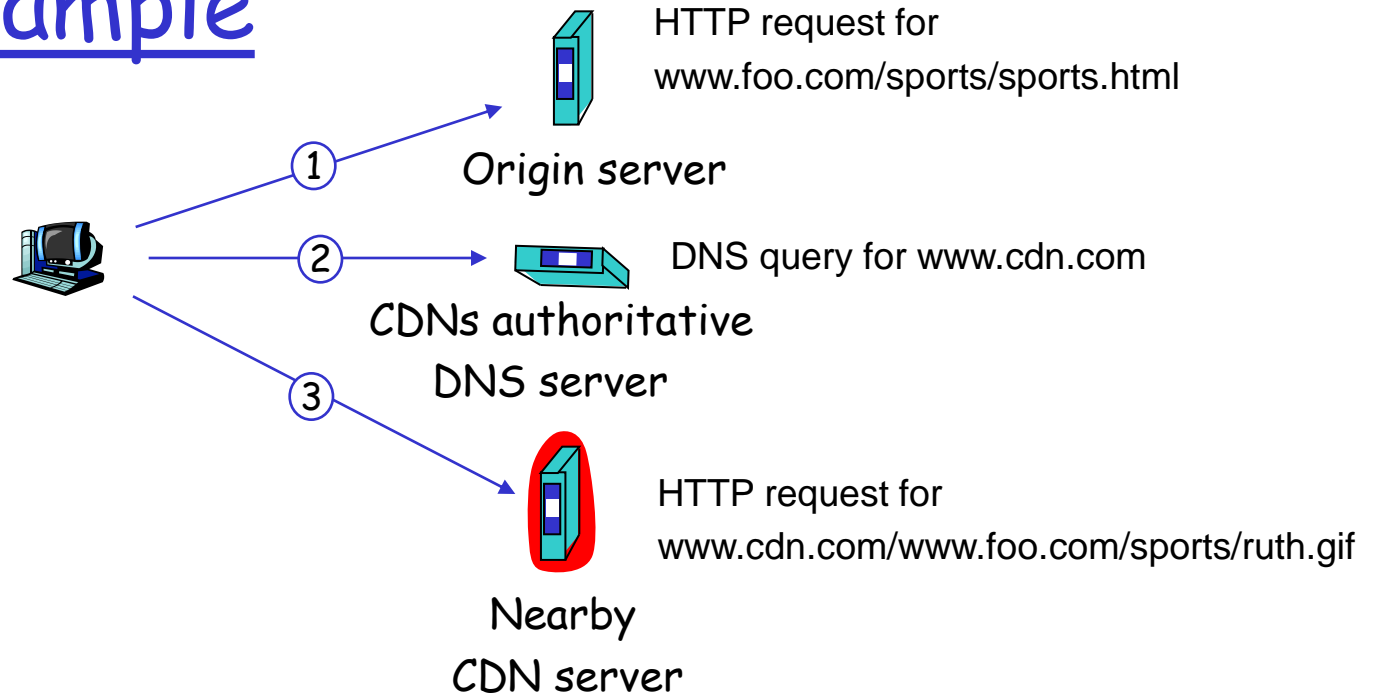 HTTP request for
www.foo.com/sports/sports.html
1
Origin server
2
DNS query for www.cdn.com
CDNs authoritative
DNS server
3
HTTP request for
www.cdn.com/www.foo.com/sports/ruth.gif
Nearby
CDN server